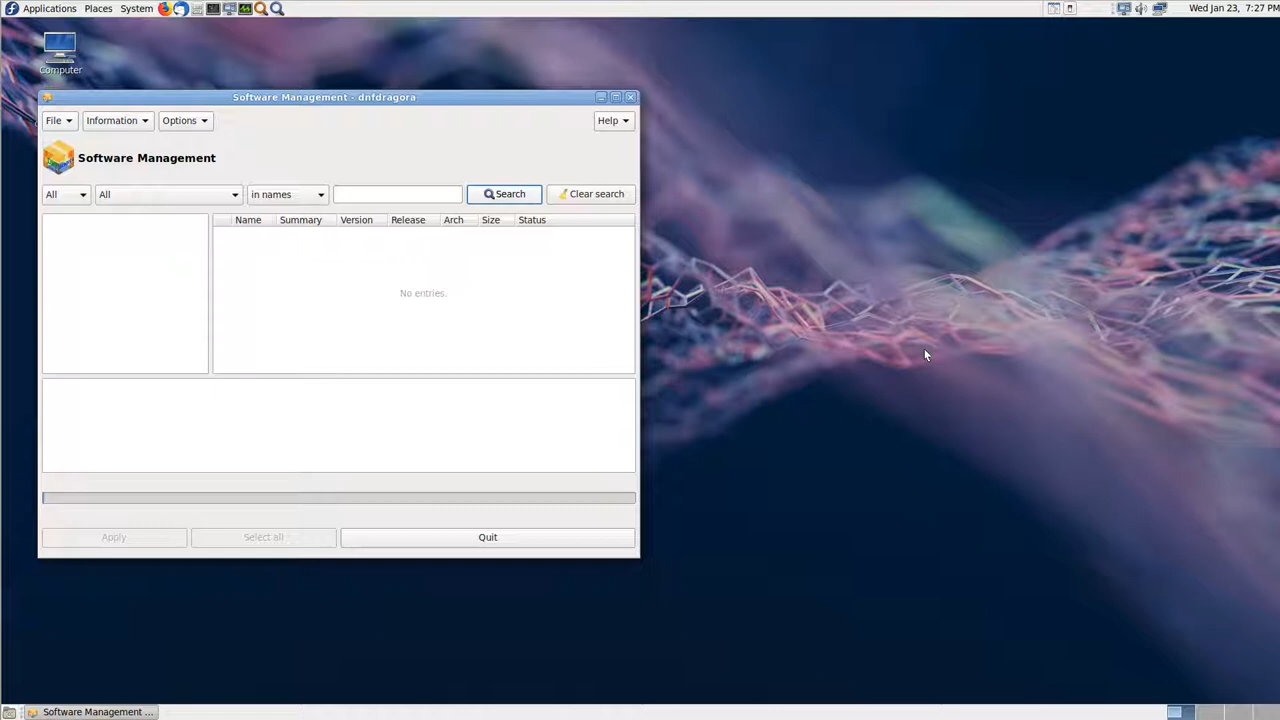 Applications Places System Wed Jan 23, 7:27 PM
Computer
Software Management - dnfdragora
File Information Options Help
Software Management
All All in names Search Clear search
Name Summary Version Release Arch Size Status
No entries.
Apply Select all Quit
Software Management ...